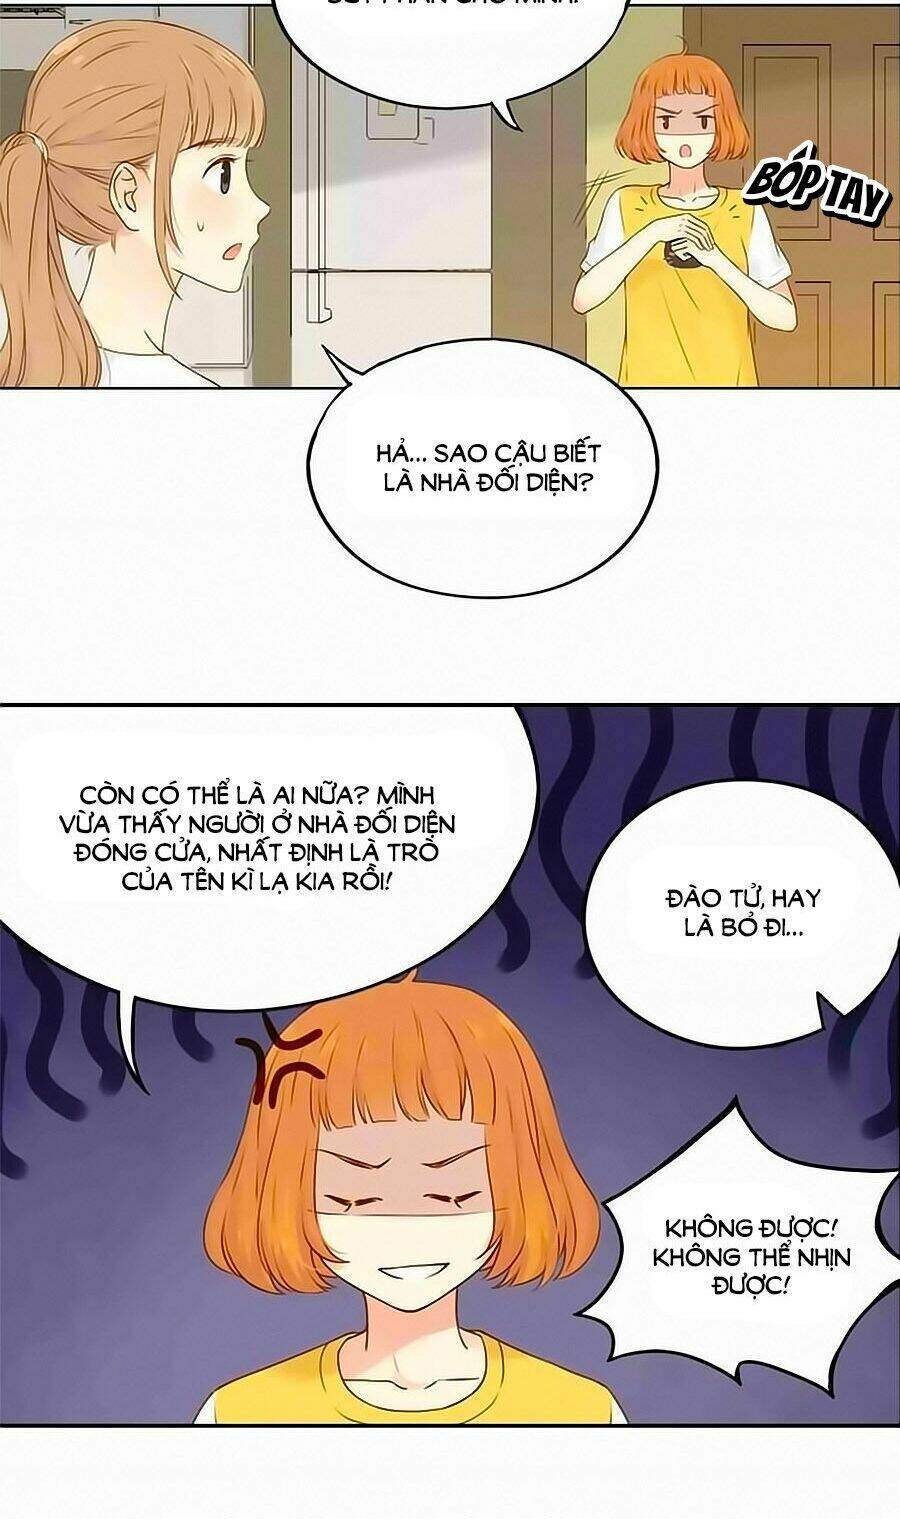 BÓP TAY
HẢ... SAO CẬU BIẾT
LÀ NHÀ ĐỐI DIỆN?
CÒN CÓ THỂ LÀ AI NỮA? MÌNH
VỪA THẤY NGƯỜI Ở NHÀ ĐỐI DIỆN
ĐÓNG CỬA, NHẤT ĐỊNH LÀ TRÒ
CỦA TÊN KÌ LẠ KIA RỒI!
ĐÀO TỬ, HAY
LÀ BỎ ĐI...
KHÔNG ĐƯỢC!
KHÔNG THỂ NHỊN
ĐƯỢC!